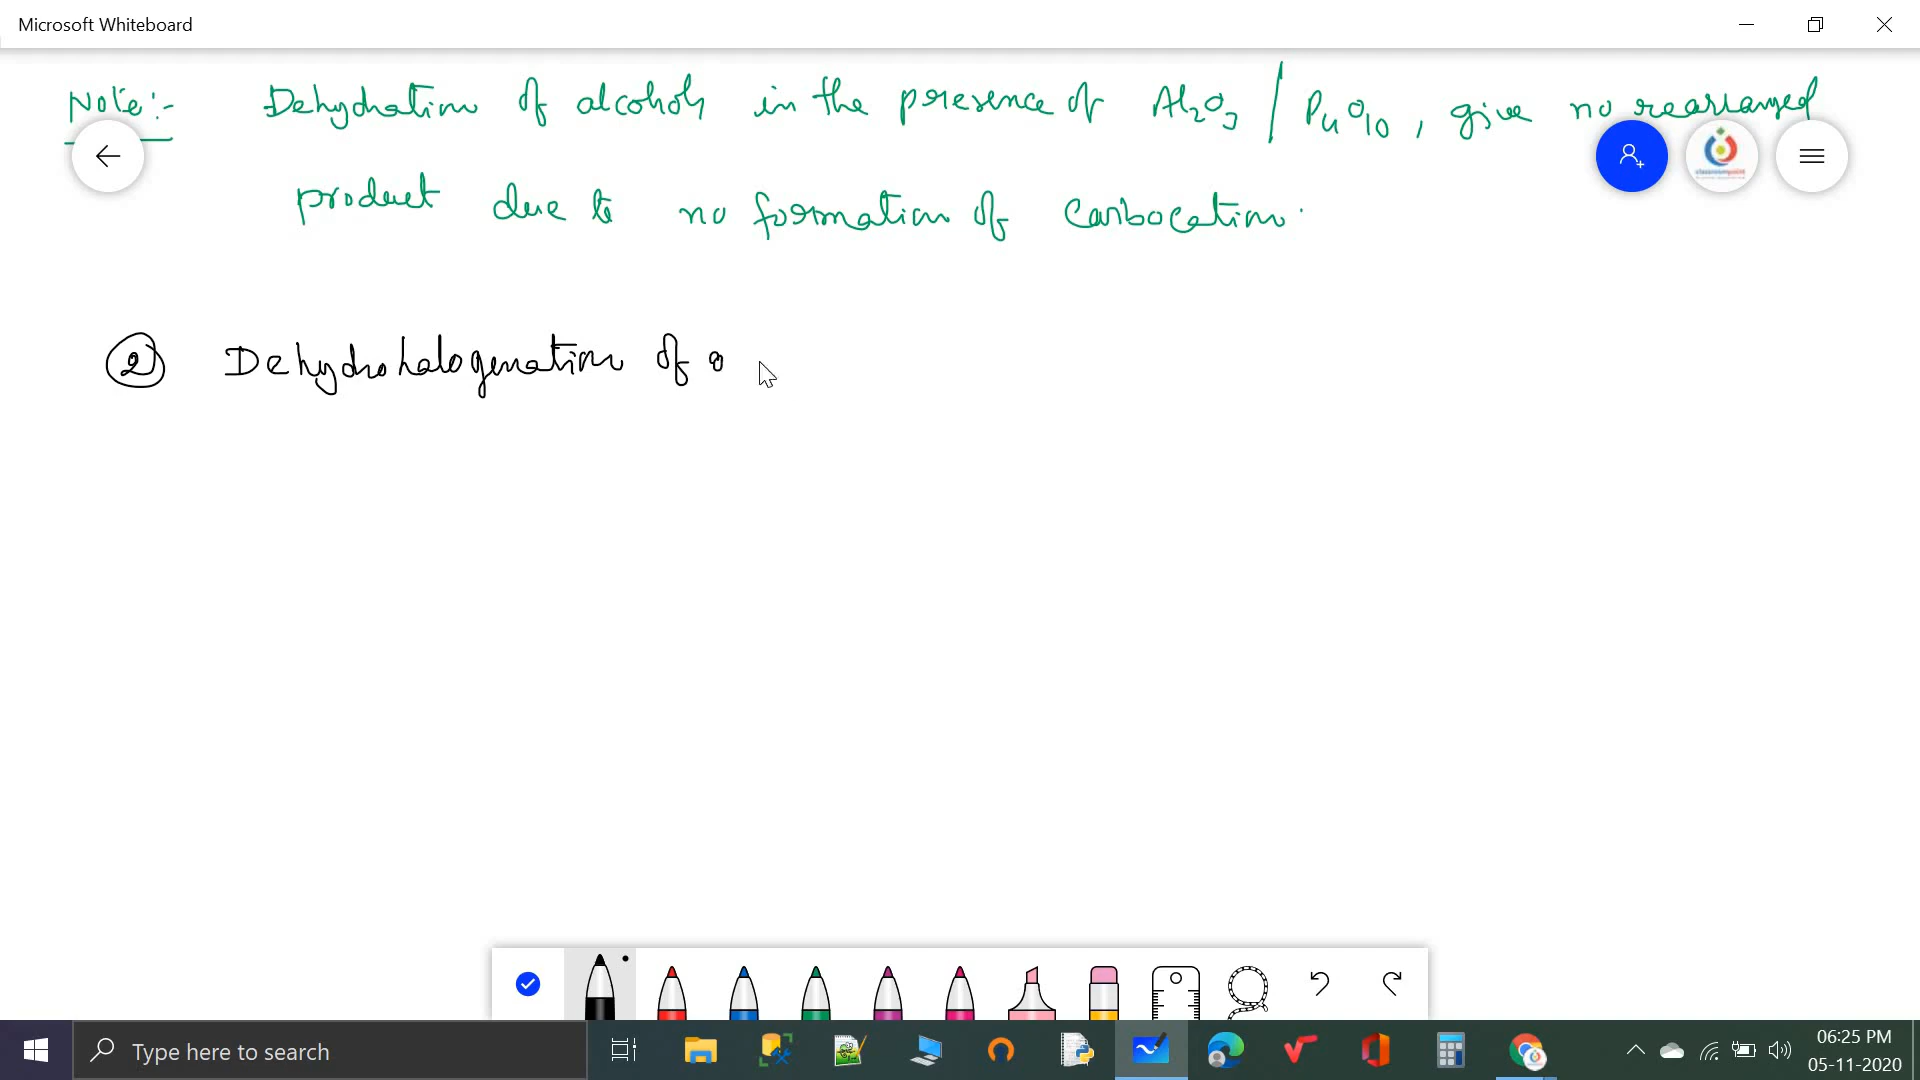 Microsoft Whiteboard
Note:- Dehydration of alcohols in the presence of Al₂O₃ / P₄O₁₀, give no rearranged
product due to no formation of carbocation.
② Dehydrohalogenation of
Type here to search
06:25 PM
05-11-2020